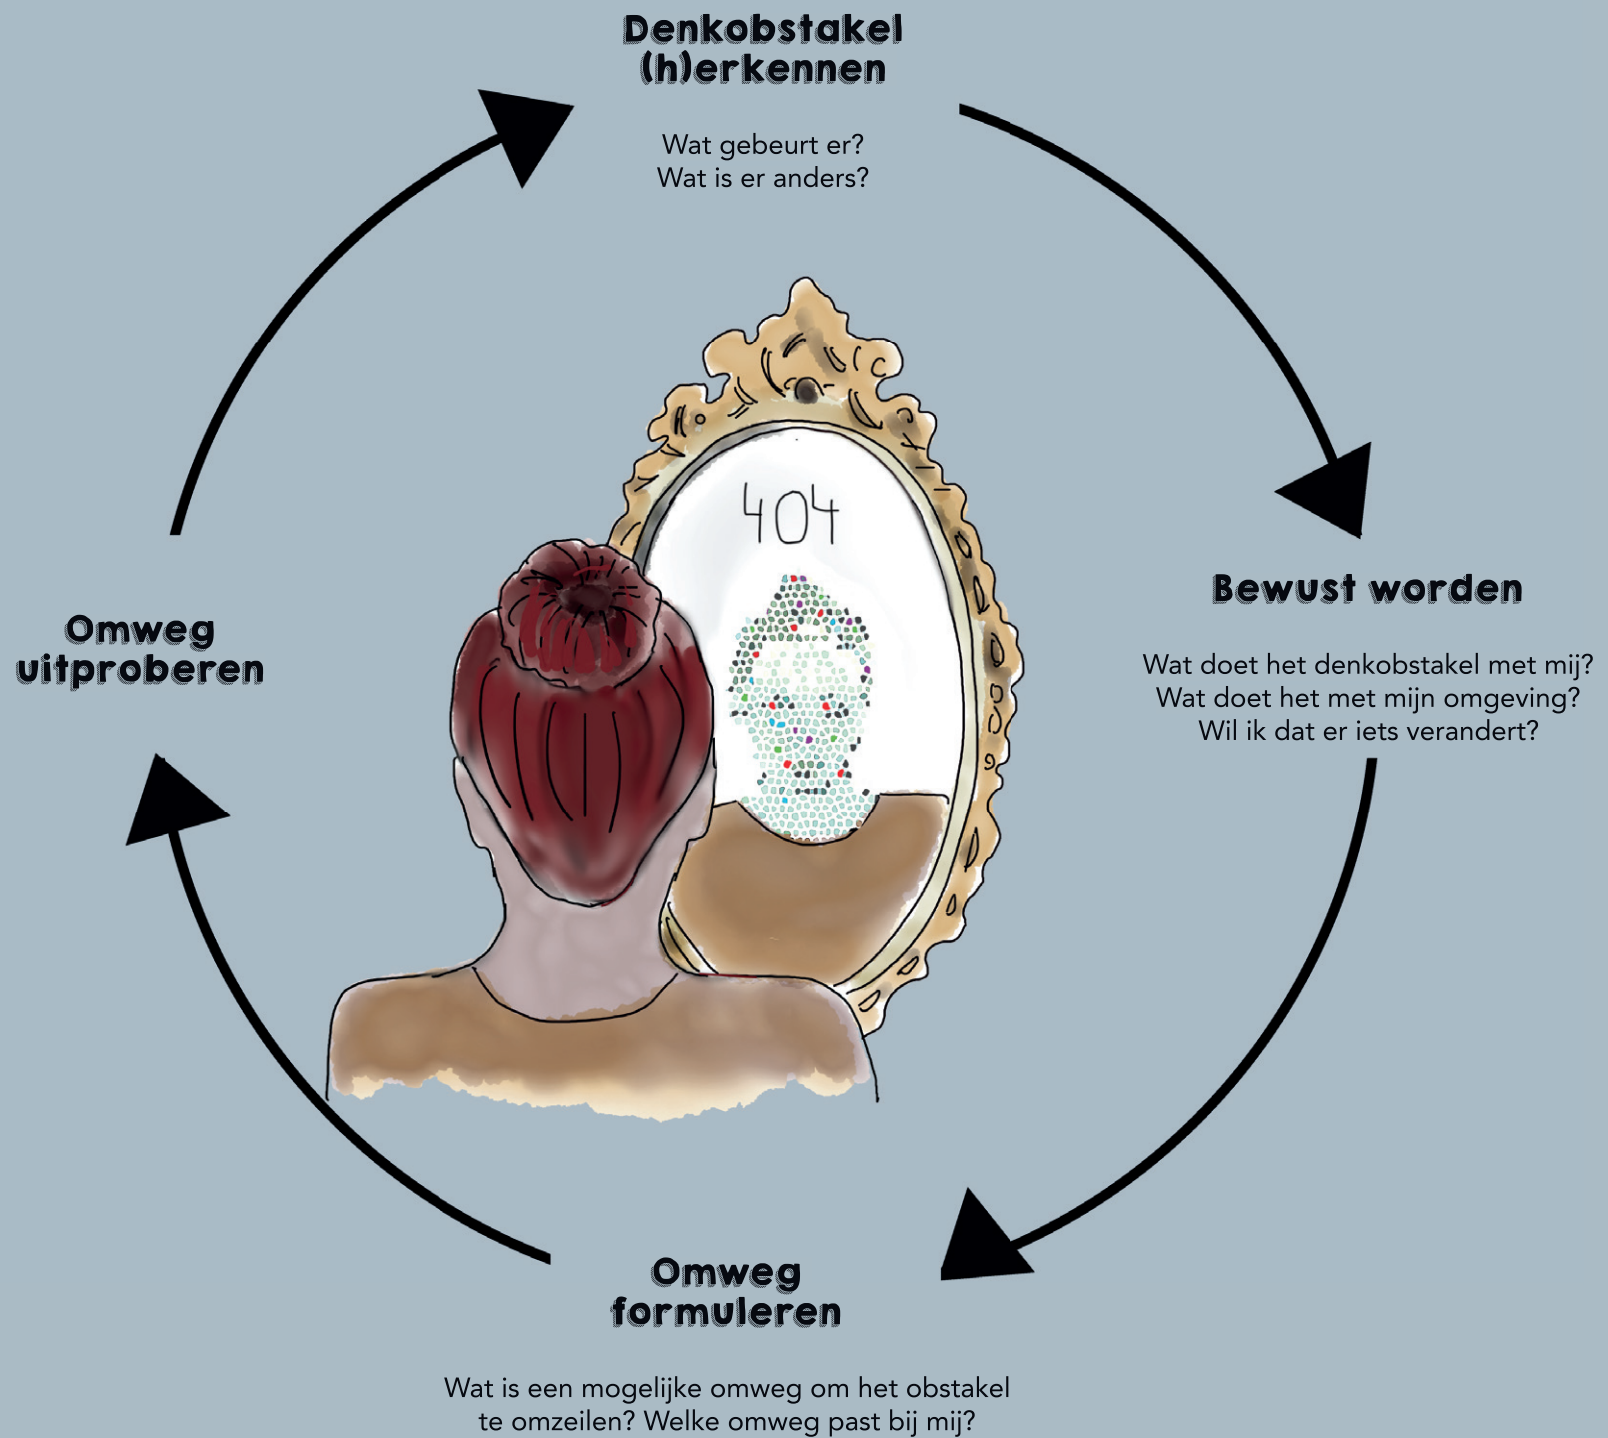 Denkobstakel
(h)erkennen
Wat gebeurt er?
Wat is er anders?
404
Bewust worden
Wat doet het denkobstakel met mij?
Wat doet het met mijn omgeving?
Wil ik dat er iets verandert?
Omweg
formuleren
Wat is een mogelijke omweg om het obstakel
te omzeilen? Welke omweg past bij mij?
Omweg
uitproberen